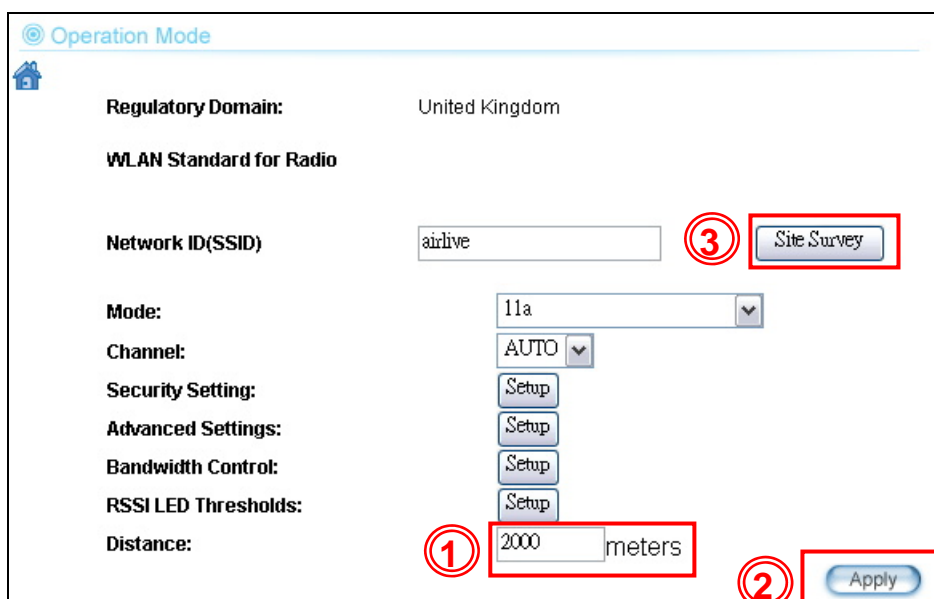 Operation Mode
Regulatory Domain: United Kingdom
WLAN Standard for Radio
Network ID(SSID) airlive 3 Site Survey
Mode: 11a
Channel: AUTO
Security Setting: Setup
Advanced Settings: Setup
Bandwidth Control: Setup
RSSI LED Thresholds: Setup
Distance: 1 2000 meters
2 Apply